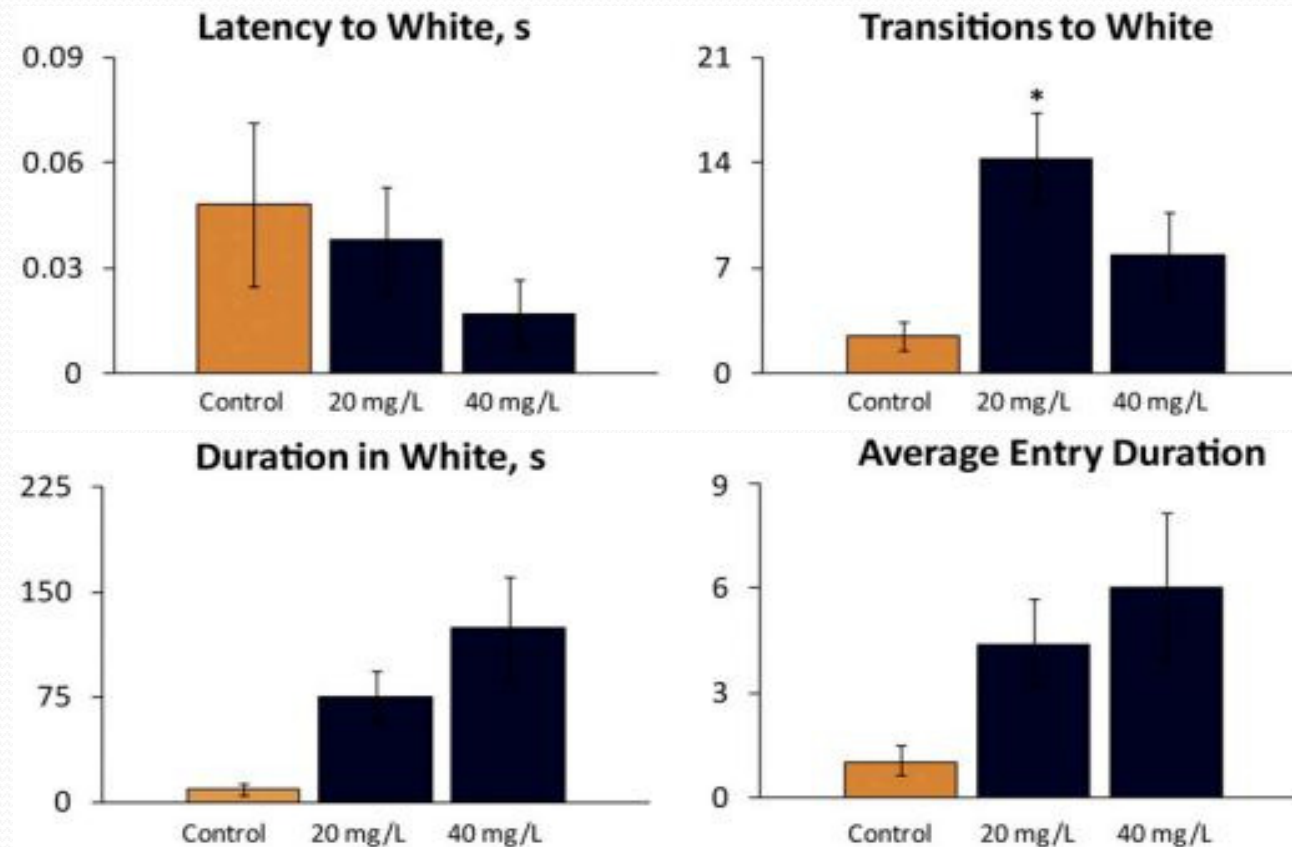 Latency to White, s
0.09
0.06
0.03
0
Control 20 mg/L 40 mg/L
Transitions to White
21
*
14
7
0
Control 20 mg/L 40 mg/L
Duration in White, s
225
150
75
0
Control 20 mg/L 40 mg/L
Average Entry Duration
9
6
3
0
Control 20 mg/L 40 mg/L